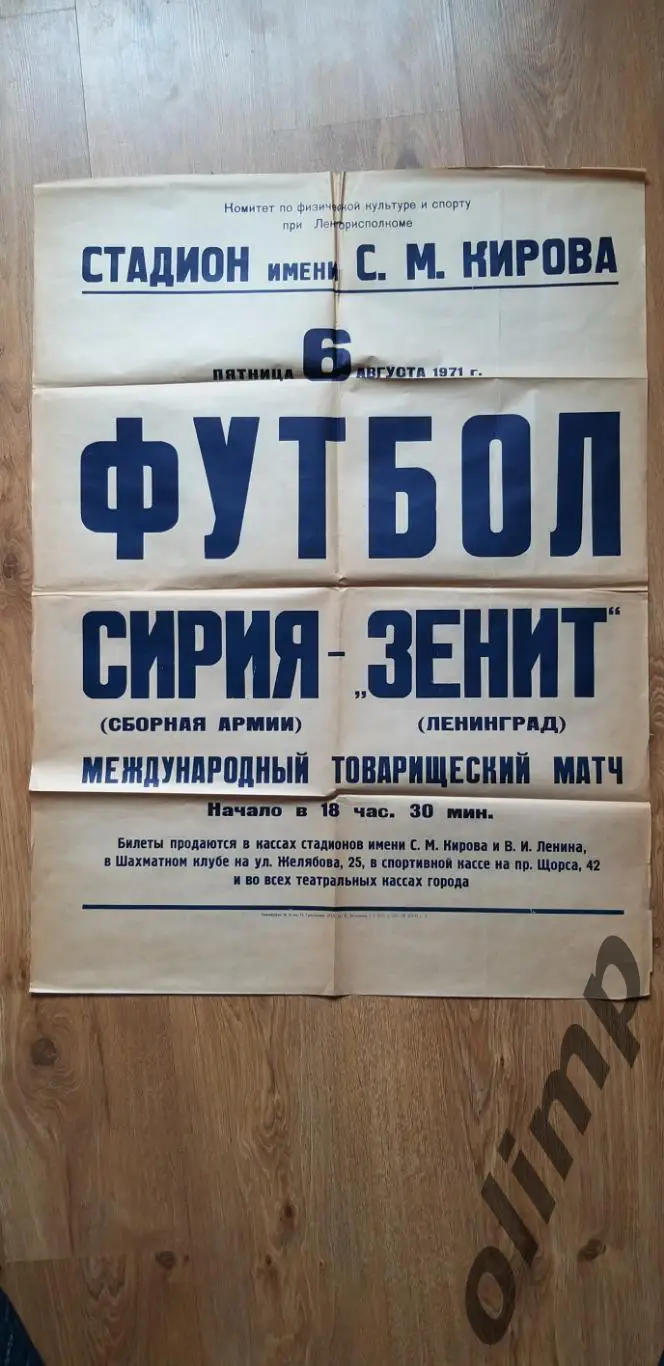 Комитет по физической культуре и спорту
при Ленгорисполкоме
СТАДИОН ИМЕНИ С. М. КИРОВА
ПЯТНИЦА 6 АВГУСТА 1971 г.
ФУТБОЛ
СИРИЯ - „ЗЕНИТ“
(СБОРНАЯ АРМИИ) (ЛЕНИНГРАД)
МЕЖДУНАРОДНЫЙ ТОВАРИЩЕСКИЙ МАТЧ
Начало в 18 час. 30 мин.
Билеты продаются в кассах стадионов имени С. М. Кирова и В. И. Ленина,
в Шахматном клубе на ул. Желябова, 25, в спортивной кассе на пр. Щорса, 42
и во всех театральных кассах города
olimp